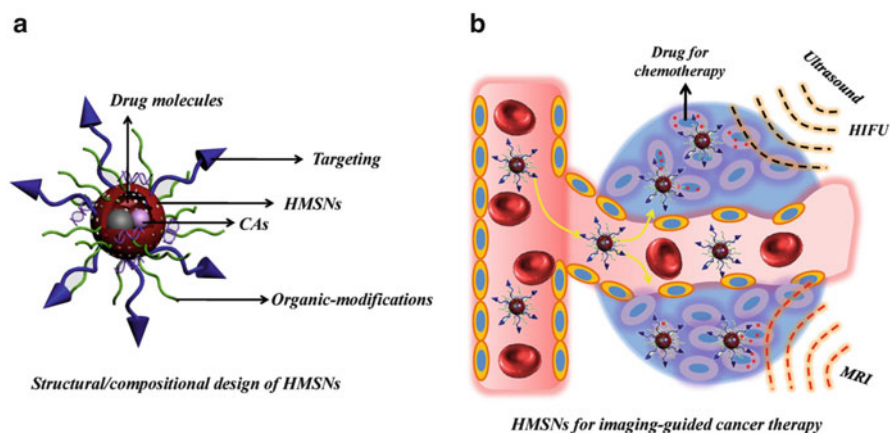 a
Drug molecules
Targeting
HMSNs
CAs
Organic-modifications
Structural/compositional design of HMSNs
b
Drug for
chemotherapy
Ultrasound
HIFU
MRI
HMSNs for imaging-guided cancer therapy